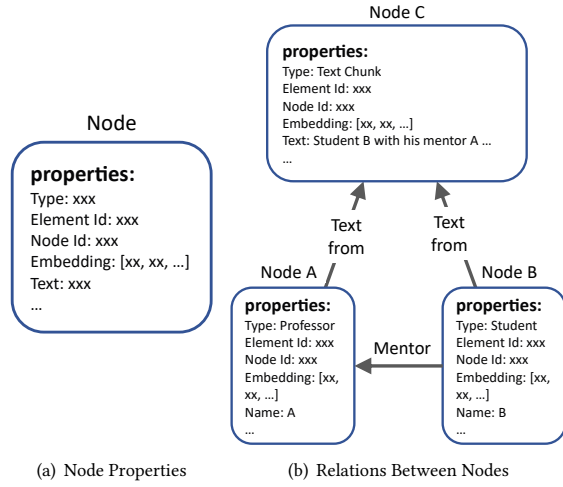 Node
properties:
Type: xxx
Element Id: xxx
Node Id: xxx
Embedding: [xx, xx, …]
Text: xxx
…
(a) Node Properties
Node C
properties:
Type: Text Chunk
Element Id: xxx
Node Id: xxx
Embedding: [xx, xx, …]
Text: Student B with his mentor A …
…
Text
from
Text
from
Node A
properties:
Type: Professor
Element Id: xxx
Node Id: xxx
Embedding: [xx,
xx, …]
Name: A
…
Mentor
Node B
properties:
Type: Student
Element Id: xxx
Node Id: xxx
Embedding: [xx,
xx, …]
Name: B
…
(b) Relations Between Nodes